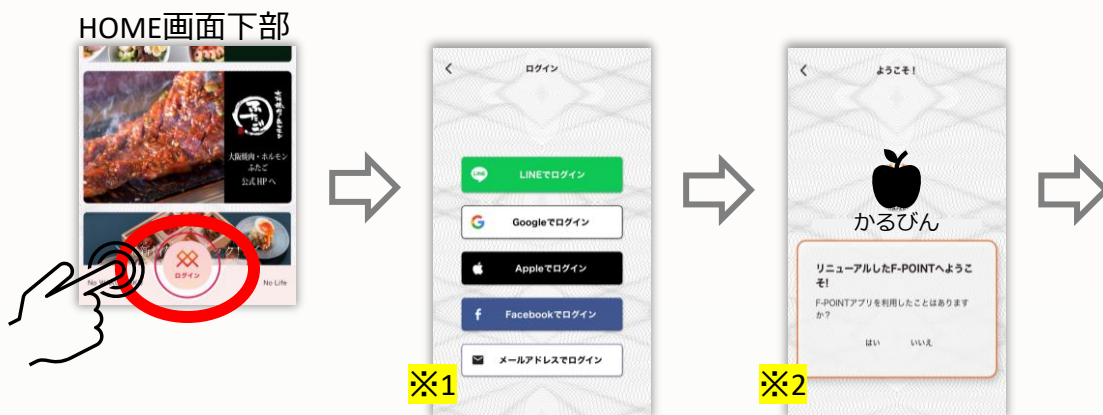 HOME画面下部
大阪焼肉・ホルモン
ふたご
公式HPへ
ログイン
No Life
ログイン
LINE
LINEでログイン
Googleでログイン
Appleでログイン
Facebookでログイン
メールアドレスでログイン
※1
ようこそ!
かるびん
リニューアルしたF-POINTへようこ
そ!
F-POINTアプリを利用したことはあります
か?
はい いいえ
※2